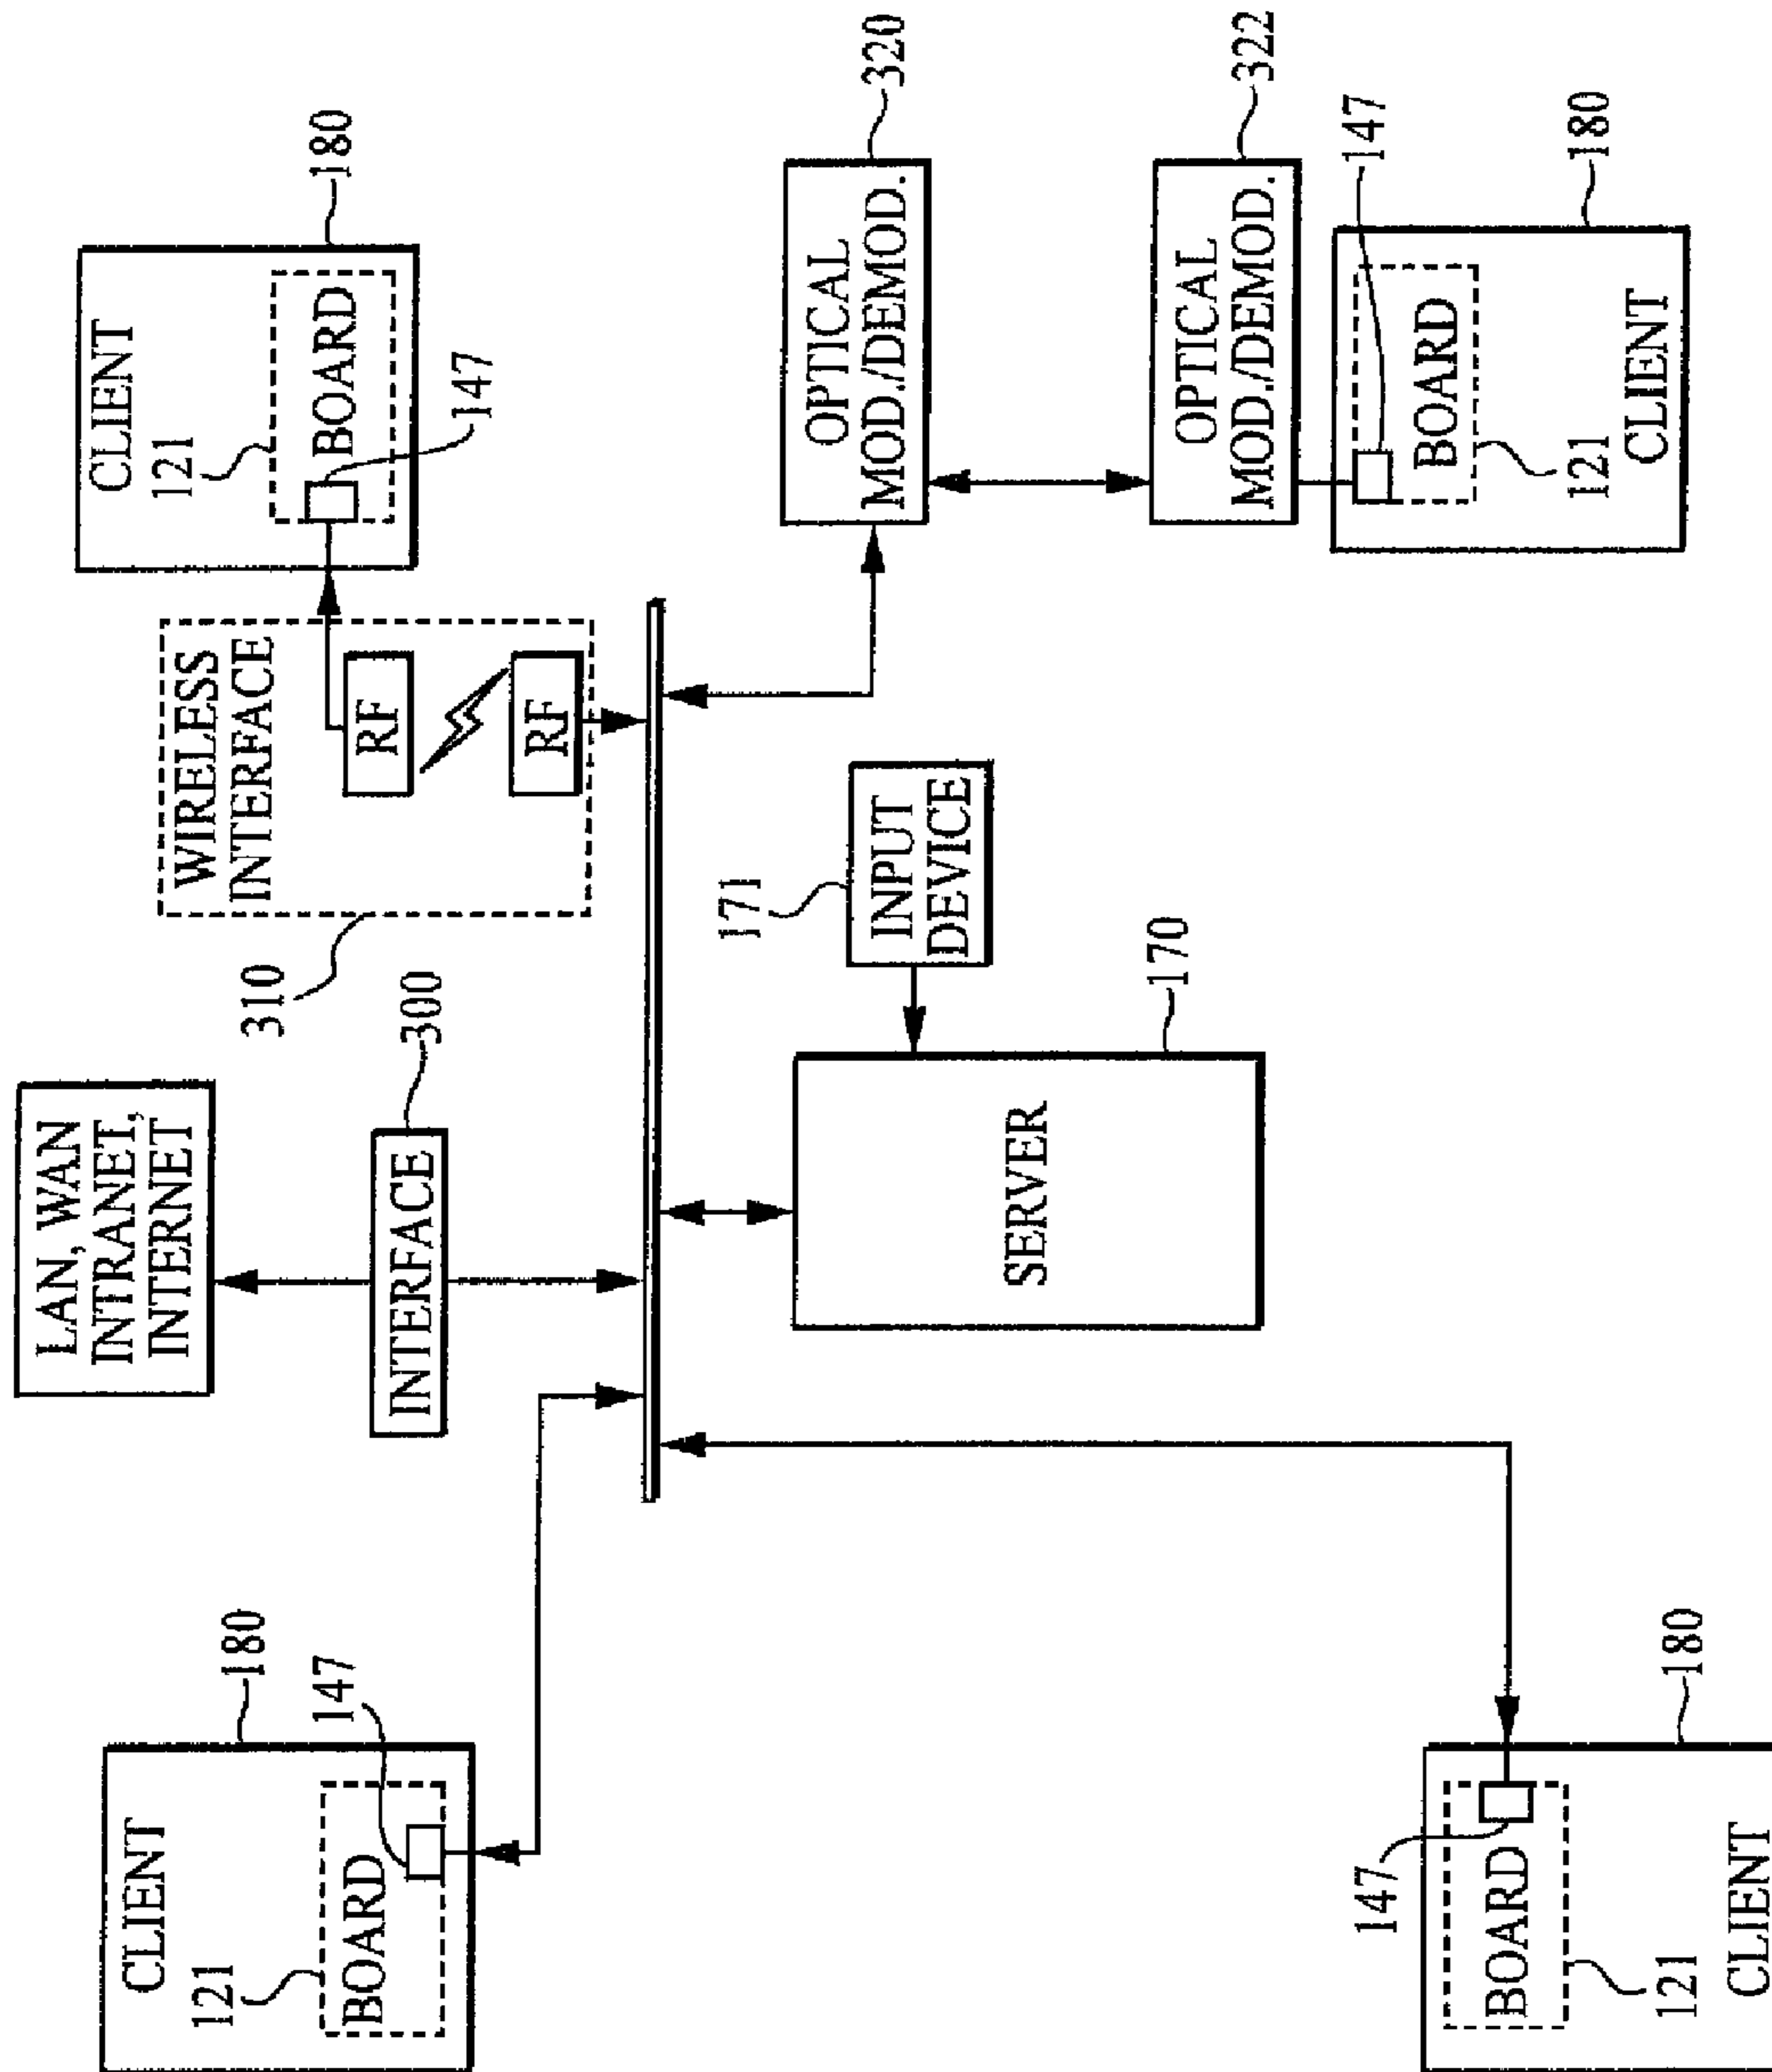 CLIENT
121
BOARD
147
180
LAN, WAN
INTRANET,
INTERNET
INTERFACE
300
WIRELESS
INTERFACE
310
RF
RF
CLIENT
121
BOARD
147
180
171
INPUT
DEVICE
SERVER
170
OPTICAL
MOD./DEMOD.
320
OPTICAL
MOD./DEMOD.
322
147
BOARD
121
CLIENT
180
147
BOARD
121
CLIENT
180